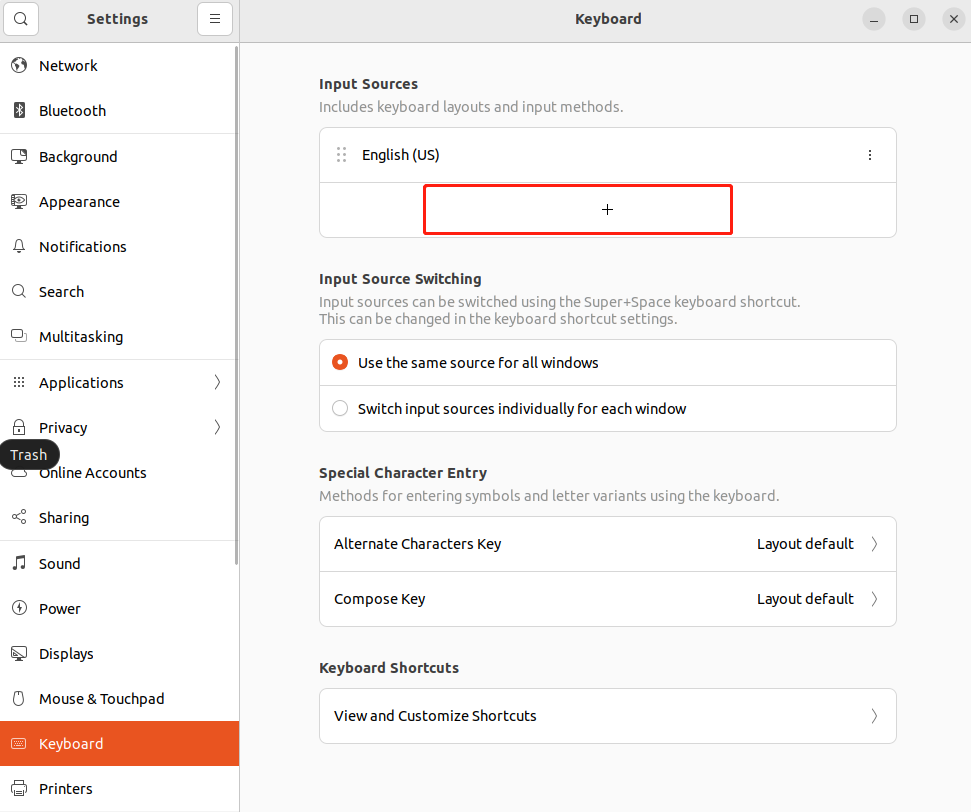 Settings
Keyboard
Network
Bluetooth
Background
Appearance
Notifications
Search
Multitasking
Applications
Privacy
Trash
Online Accounts
Sharing
Sound
Power
Displays
Mouse & Touchpad
Keyboard
Printers
Input Sources
Includes keyboard layouts and input methods.
English (US)
+
Input Source Switching
Input sources can be switched using the Super+Space keyboard shortcut.
This can be changed in the keyboard shortcut settings.
Use the same source for all windows
Switch input sources individually for each window
Special Character Entry
Methods for entering symbols and letter variants using the keyboard.
Alternate Characters Key Layout default
Compose Key Layout default
Keyboard Shortcuts
View and Customize Shortcuts